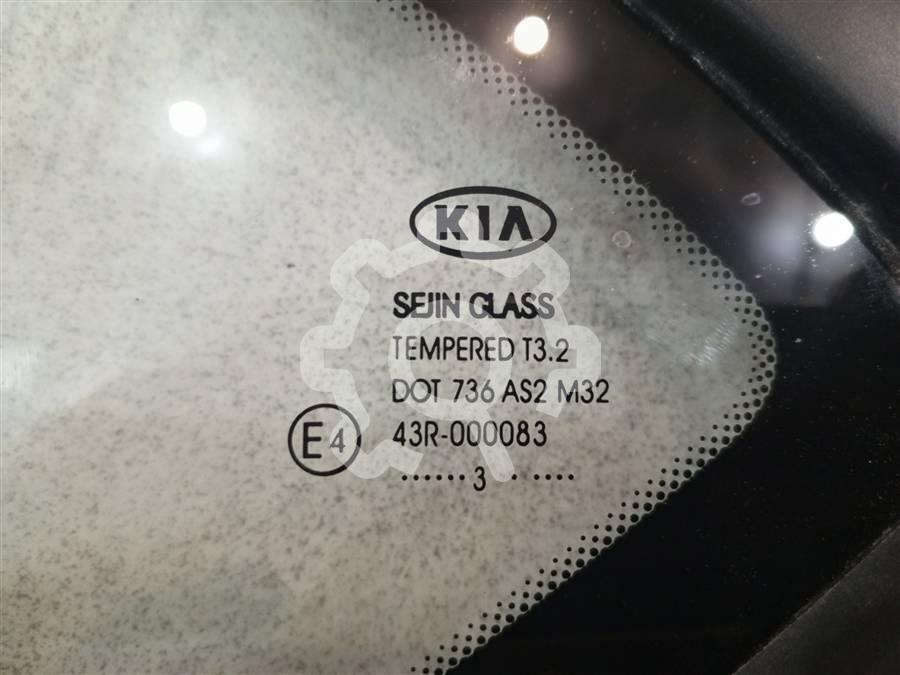 KIA
SEJIN GLASS
TEMPERED T3.2
DOT 736 AS2 M32
E4 43R-000083
······ 3 · ·····